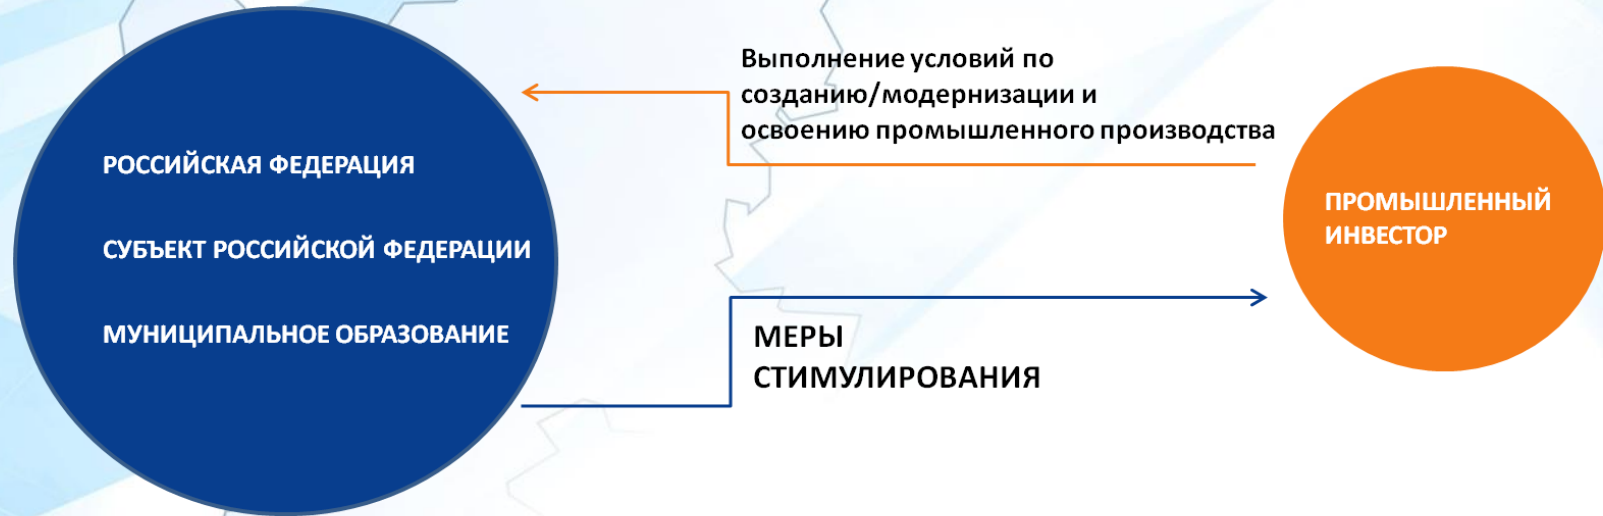 РОССИЙСКАЯ ФЕДЕРАЦИЯ
СУБЪЕКТ РОССИЙСКОЙ ФЕДЕРАЦИИ
МУНИЦИПАЛЬНОЕ ОБРАЗОВАНИЕ
Выполнение условий по
созданию/модернизации и
освоению промышленного производства
МЕРЫ
СТИМУЛИРОВАНИЯ
ПРОМЫШЛЕННЫЙ
ИНВЕСТОР